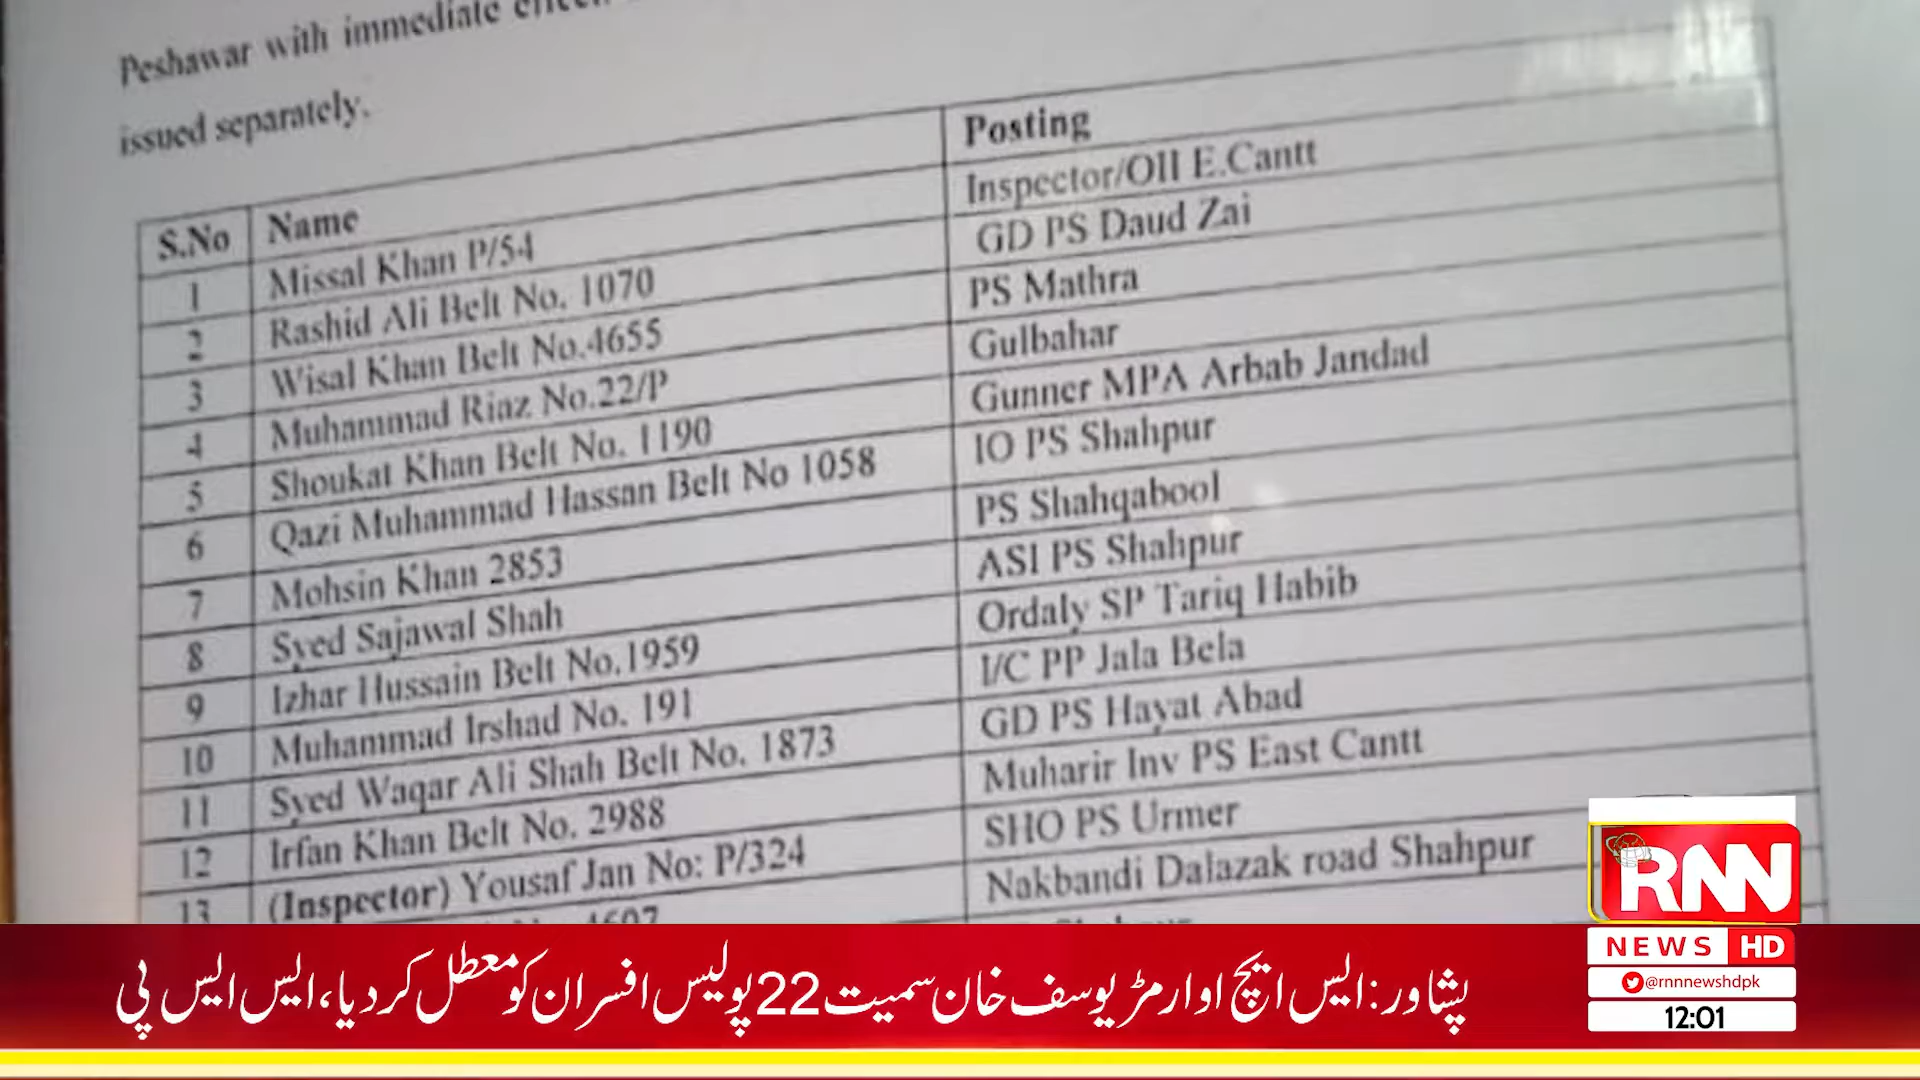 Peshawar with immediate effect
issued separately.
S.No Name Posting
1 Missal Khan P/54 Inspector/OII E.Cantt
2 Rashid Ali Belt No. 1070 GD PS Daud Zai
3 Wisal Khan Belt No.4655 PS Mathra
4 Muhammad Riaz No.22/P Gulbahar
5 Shoukat Khan Belt No. 1190 Gunner MPA Arbab Jandad
6 Qazi Muhammad Hassan Belt No 1058 IO PS Shahpur
7 Mohsin Khan 2853 PS Shahqabool
8 Syed Sajawal Shah ASI PS Shahpur
9 Izhar Hussain Belt No.1959 Ordaly SP Tariq Habib
10 Muhammad Irshad No. 191 I/C PP Jala Bela
11 Syed Waqar Ali Shah Belt No. 1873 GD PS Hayat Abad
12 Irfan Khan Belt No. 2988 Muharir Inv PS East Cantt
13 (Inspector) Yousaf Jan No: P/324 SHO PS Urmer
4607 Nakbandi Dalazak road Shahpur
RNN
NEWS HD
@rnnnewshdpk
12:01
پشاور: ایس ایچ او ارمڑ یوسف خان سمیت 22 پولیس افسران کو معطل کر دیا، ایس ایس پی